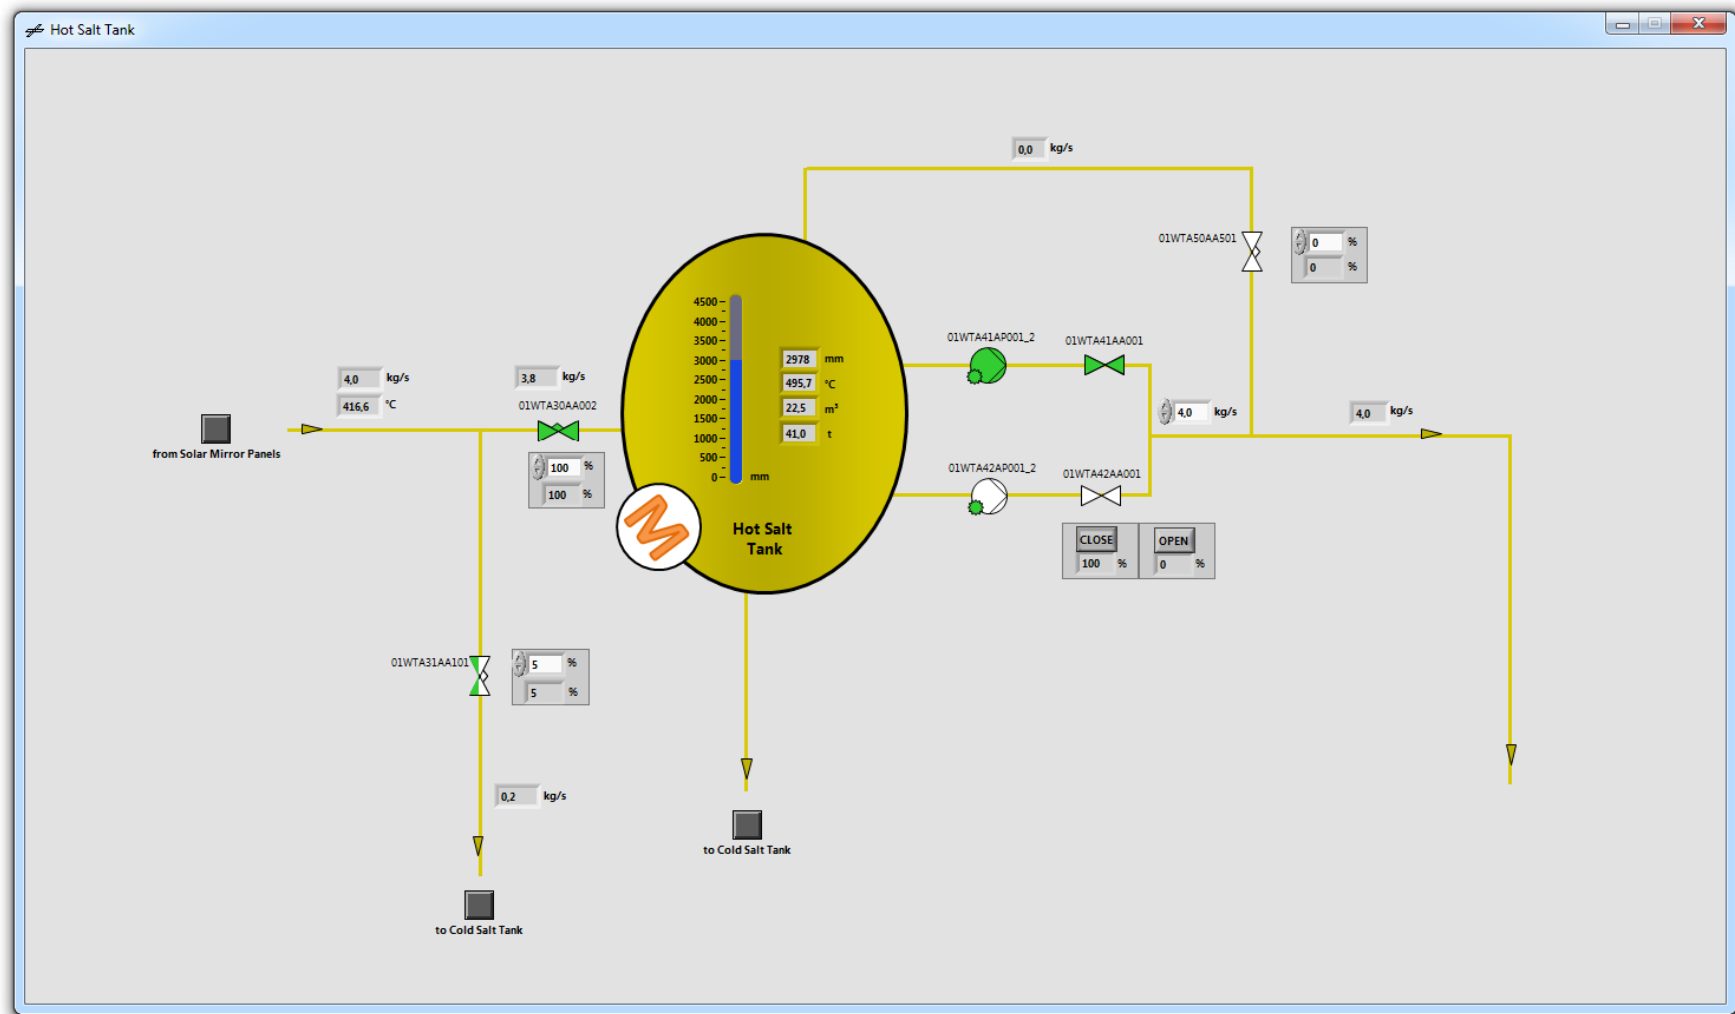 Hot Salt Tank
0,0 kg/s
01WTA50AA501
0 %
0 %
4500
4000
3500
3000
2500
2000
1500
1000
500
0
mm
2978 mm
495,7 °C
22,5 m³
41,0 t
Hot Salt
Tank
M
01WTA41AP001_2
01WTA41AA001
4,0 kg/s
416,6 °C
3,8 kg/s
01WTA30AA002
100 %
100 %
from Solar Mirror Panels
4,0 kg/s
4,0 kg/s
01WTA42AP001_2
01WTA42AA001
CLOSE
100 %
OPEN
0 %
01WTA31AA101
5 %
5 %
0,2 kg/s
to Cold Salt Tank
to Cold Salt Tank